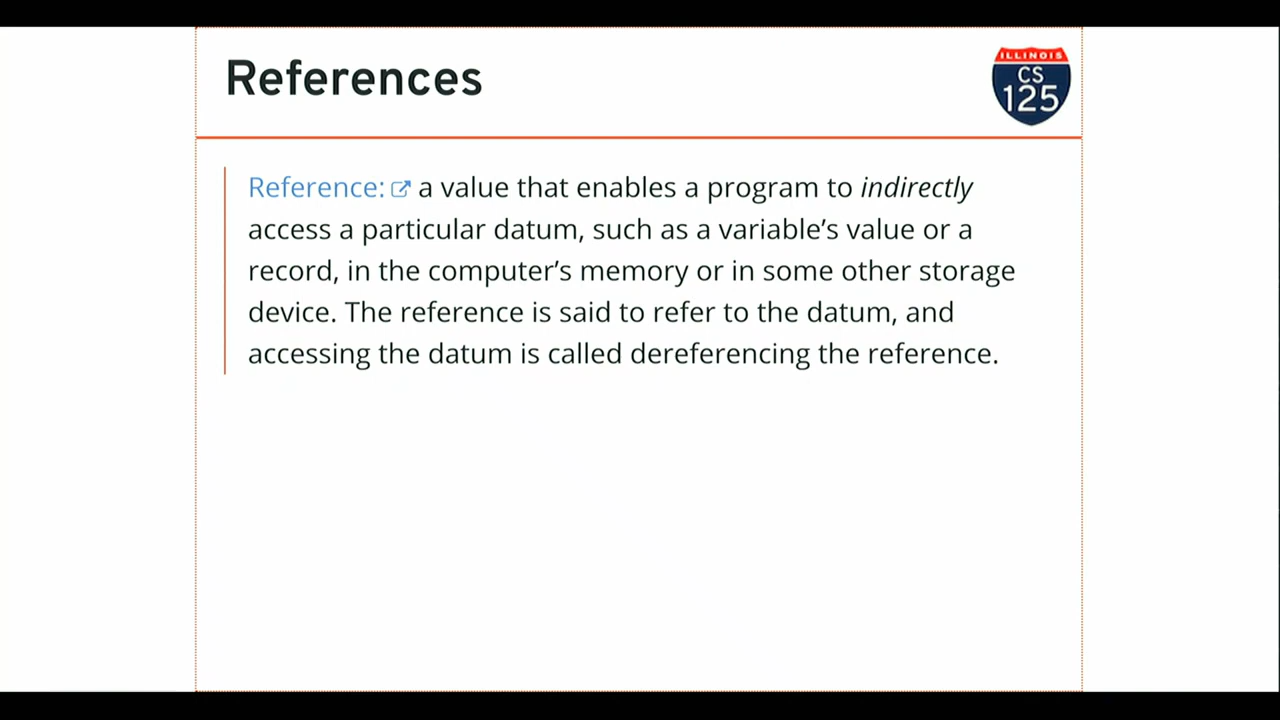 References
ILLINOIS
CS
125
Reference: a value that enables a program to indirectly
access a particular datum, such as a variable’s value or a
record, in the computer’s memory or in some other storage
device. The reference is said to refer to the datum, and
accessing the datum is called dereferencing the reference.